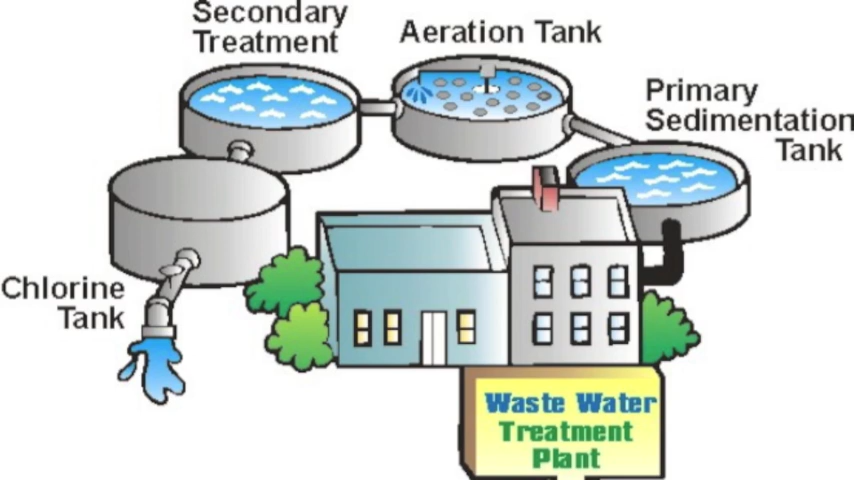 Secondary
Treatment
Aeration Tank
Primary
Sedimentation
Tank
Chlorine
Tank
Waste Water
Treatment
Plant